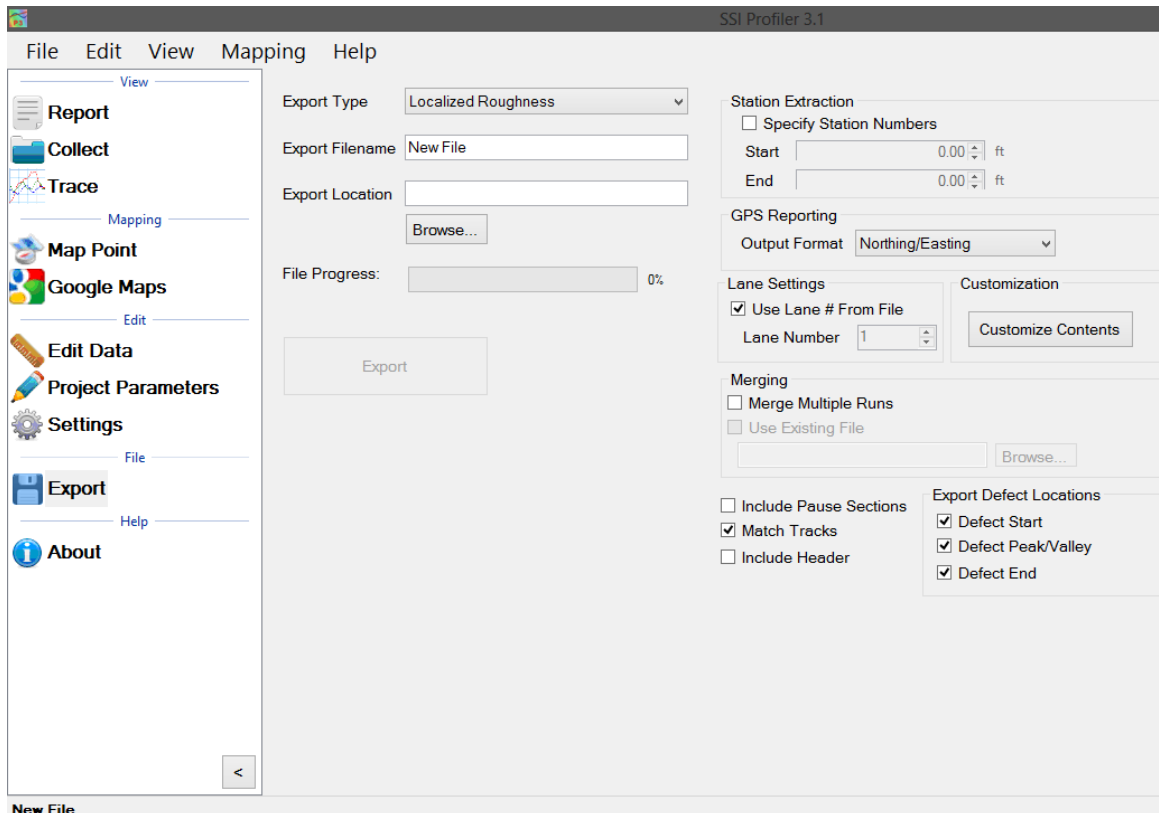 SSI Profiler 3.1
File Edit View Mapping Help
View
Report
Collect
Trace
Mapping
Map Point
Google Maps
Edit
Edit Data
Project Parameters
Settings
File
Export
Help
About
<
Export Type Localized Roughness
Export Filename New File
Export Location
Browse...
File Progress: 0%
Export
Station Extraction
Specify Station Numbers
Start 0.00 ft
End 0.00 ft
GPS Reporting
Output Format Northing/Easting
Lane Settings
Use Lane # From File
Lane Number 1
Customization
Customize Contents
Merging
Merge Multiple Runs
Use Existing File
Browse...
Include Pause Sections
Match Tracks
Include Header
Export Defect Locations
Defect Start
Defect Peak/Valley
Defect End
New File